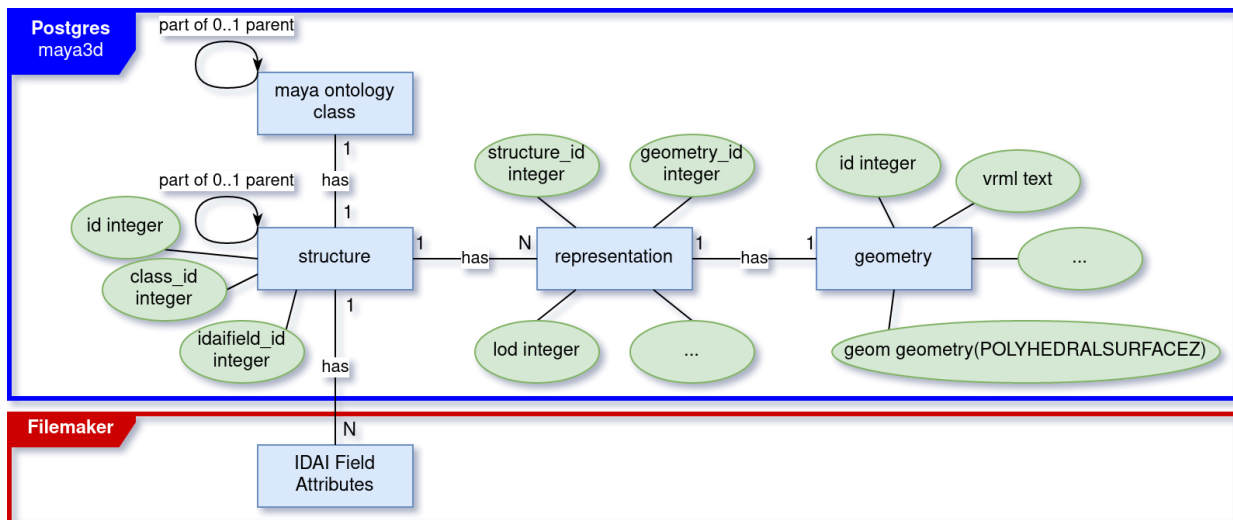 Postgres
maya3d
part of 0..1 parent
maya ontology
class
1
has
1
part of 0..1 parent
id integer
class_id
integer
idaifield_id
integer
structure
1
has
N
structure_id
integer
geometry_id
integer
representation
lod integer
...
1
has
1
id integer
vrml text
geometry
...
geom geometry(POLYHEDRALSURFACEZ)
1
has
N
Filemaker
IDAI Field
Attributes